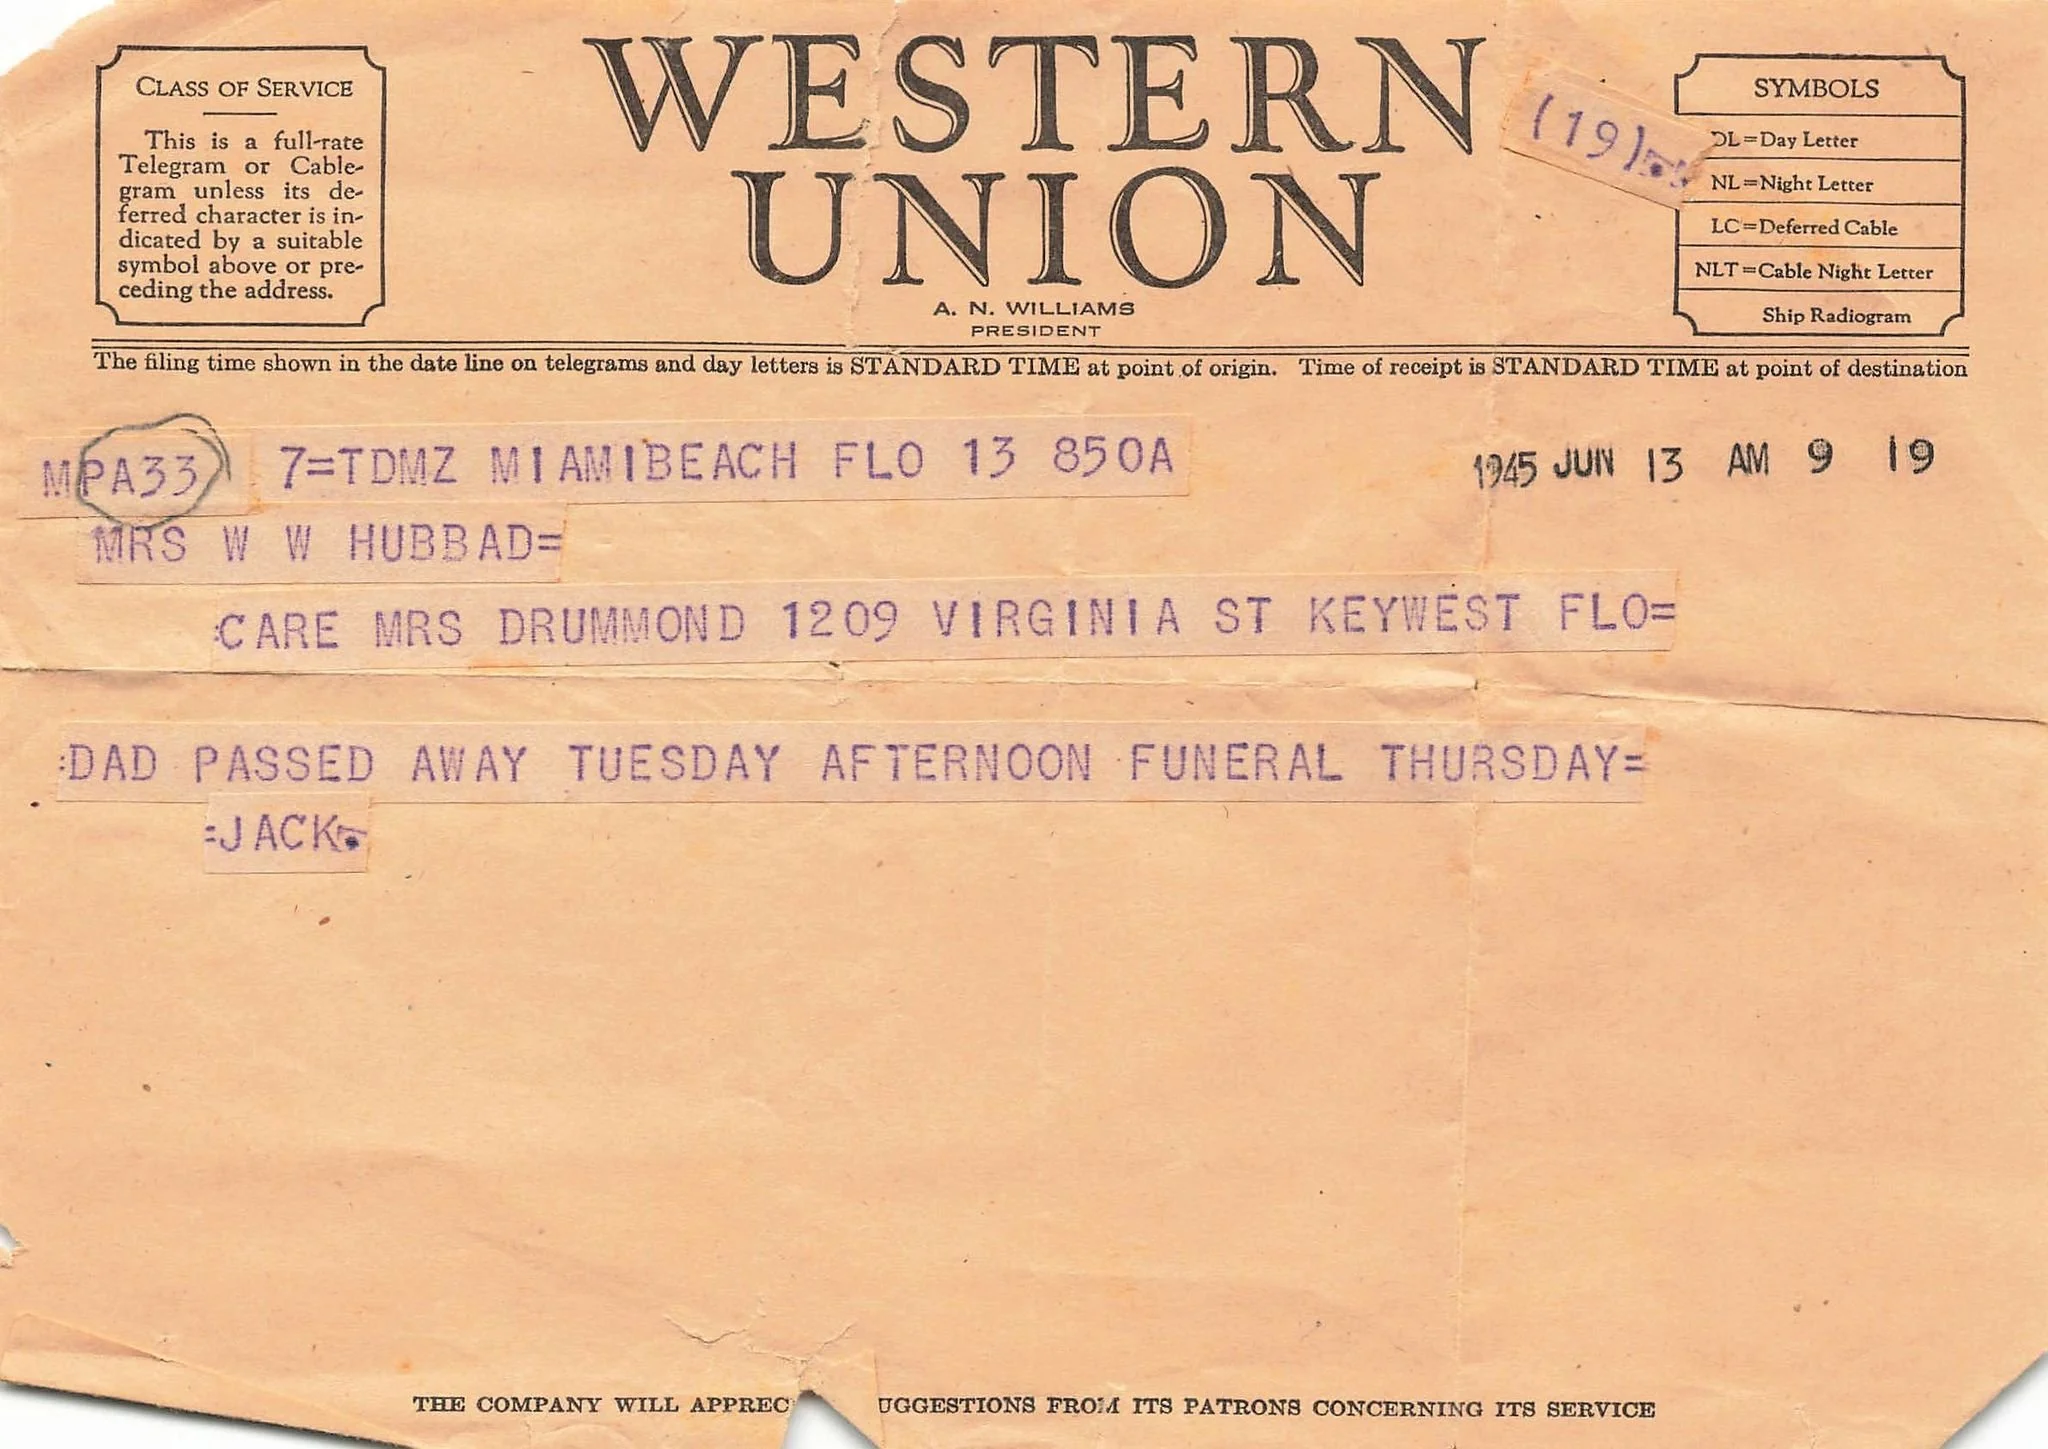 CLASS OF SERVICE
This is a full-rate
Telegram or Cable-
gram unless its de-
ferred character is in-
dicated by a suitable
symbol above or pre-
ceding the address.
WESTERN
UNION
A. N. WILLIAMS
PRESIDENT
(19)
SYMBOLS
DL=Day Letter
NL=Night Letter
LC=Deferred Cable
NLT=Cable Night Letter
Ship Radiogram
The filing time shown in the date line on telegrams and day letters is STANDARD TIME at point of origin. Time of receipt is STANDARD TIME at point of destination
MPA33 7=TDMZ MIAMIBEACH FLO 13 850A 1945 JUN 13 AM 9 19
MRS W W HUBBAD=
:CARE MRS DRUMMOND 1209 VIRGINIA ST KEYWEST FLO=
:DAD PASSED AWAY TUESDAY AFTERNOON FUNERAL THURSDAY=
=JACK.
THE COMPANY WILL APPREC UGGESTIONS FROM ITS PATRONS CONCERNING ITS SERVICE